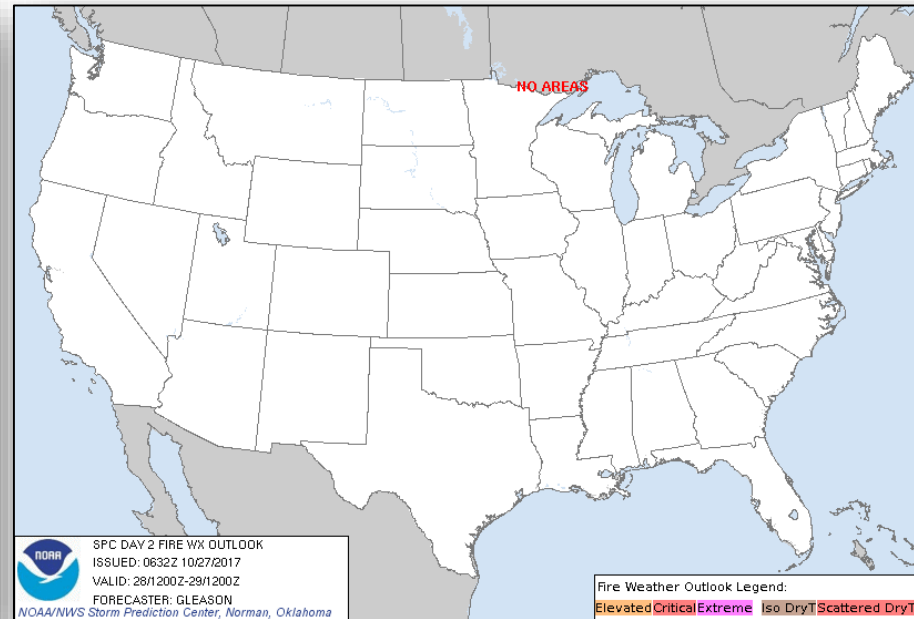 NO AREAS
NOAA
SPC DAY 2 FIRE WX OUTLOOK
ISSUED: 0632Z 10/27/2017
VALID: 28/1200Z-29/1200Z
FORECASTER: GLEASON
NOAA/NWS Storm Prediction Center, Norman, Oklahoma
Fire Weather Outlook Legend:
Elevated Critical Extreme Iso DryT Scattered DryT